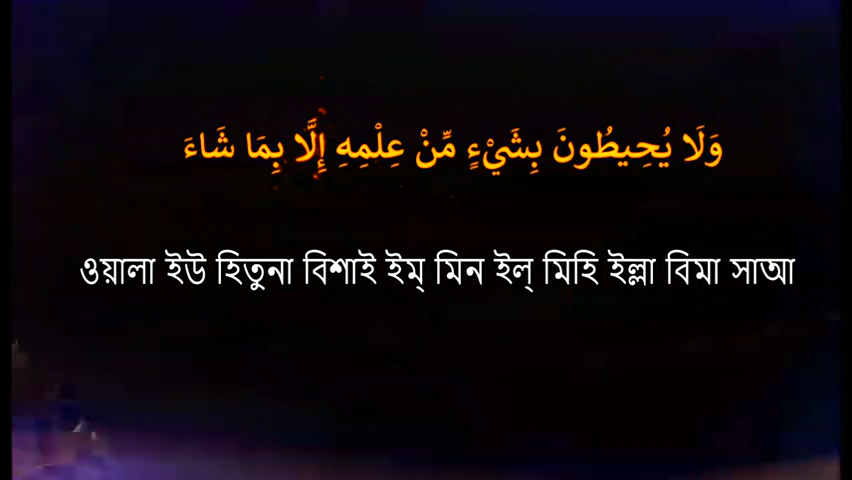 وَلَا يُحِيطُونَ بِشَيْءٍ مِّنْ عِلْمِهِ إِلَّا بِمَا شَاءَ
ওয়ালা ইউ হিতুনা বিশাই ইম্ মিন ইল্ মিহি ইল্লা বিমা সাআ